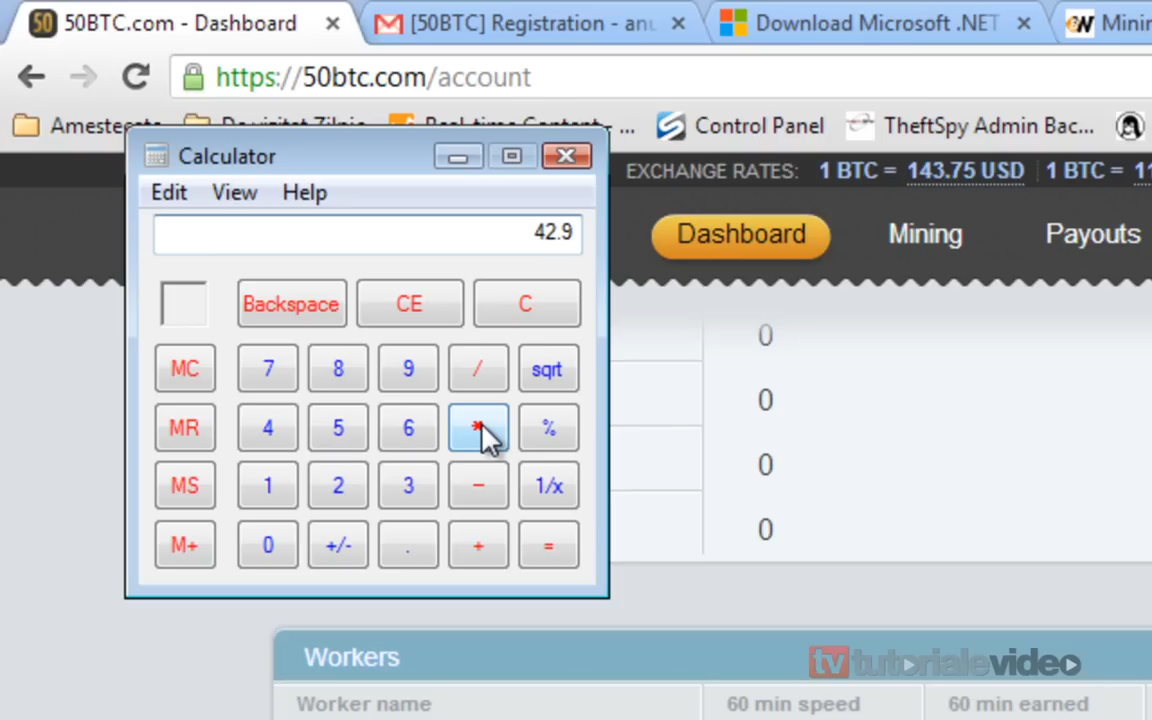 50BTC.com - Dashboard
[50BTC] Registration - anu
Download Microsoft .NET
Minin
https://50btc.com/account
Control Panel
TheftSpy Admin Bac...
Calculator
EXCHANGE RATES: 1 BTC = 143.75 USD 1 BTC = 11
Edit View Help
42.9
Dashboard Mining Payouts
Backspace CE C
0
MC 7 8 9 / sqrt
0
MR 4 5 6 * %
0
MS 1 2 3 - 1/x
0
M+ 0 +/- . + =
Workers
tvtutorialevideo
Worker name 60 min speed 60 min earned